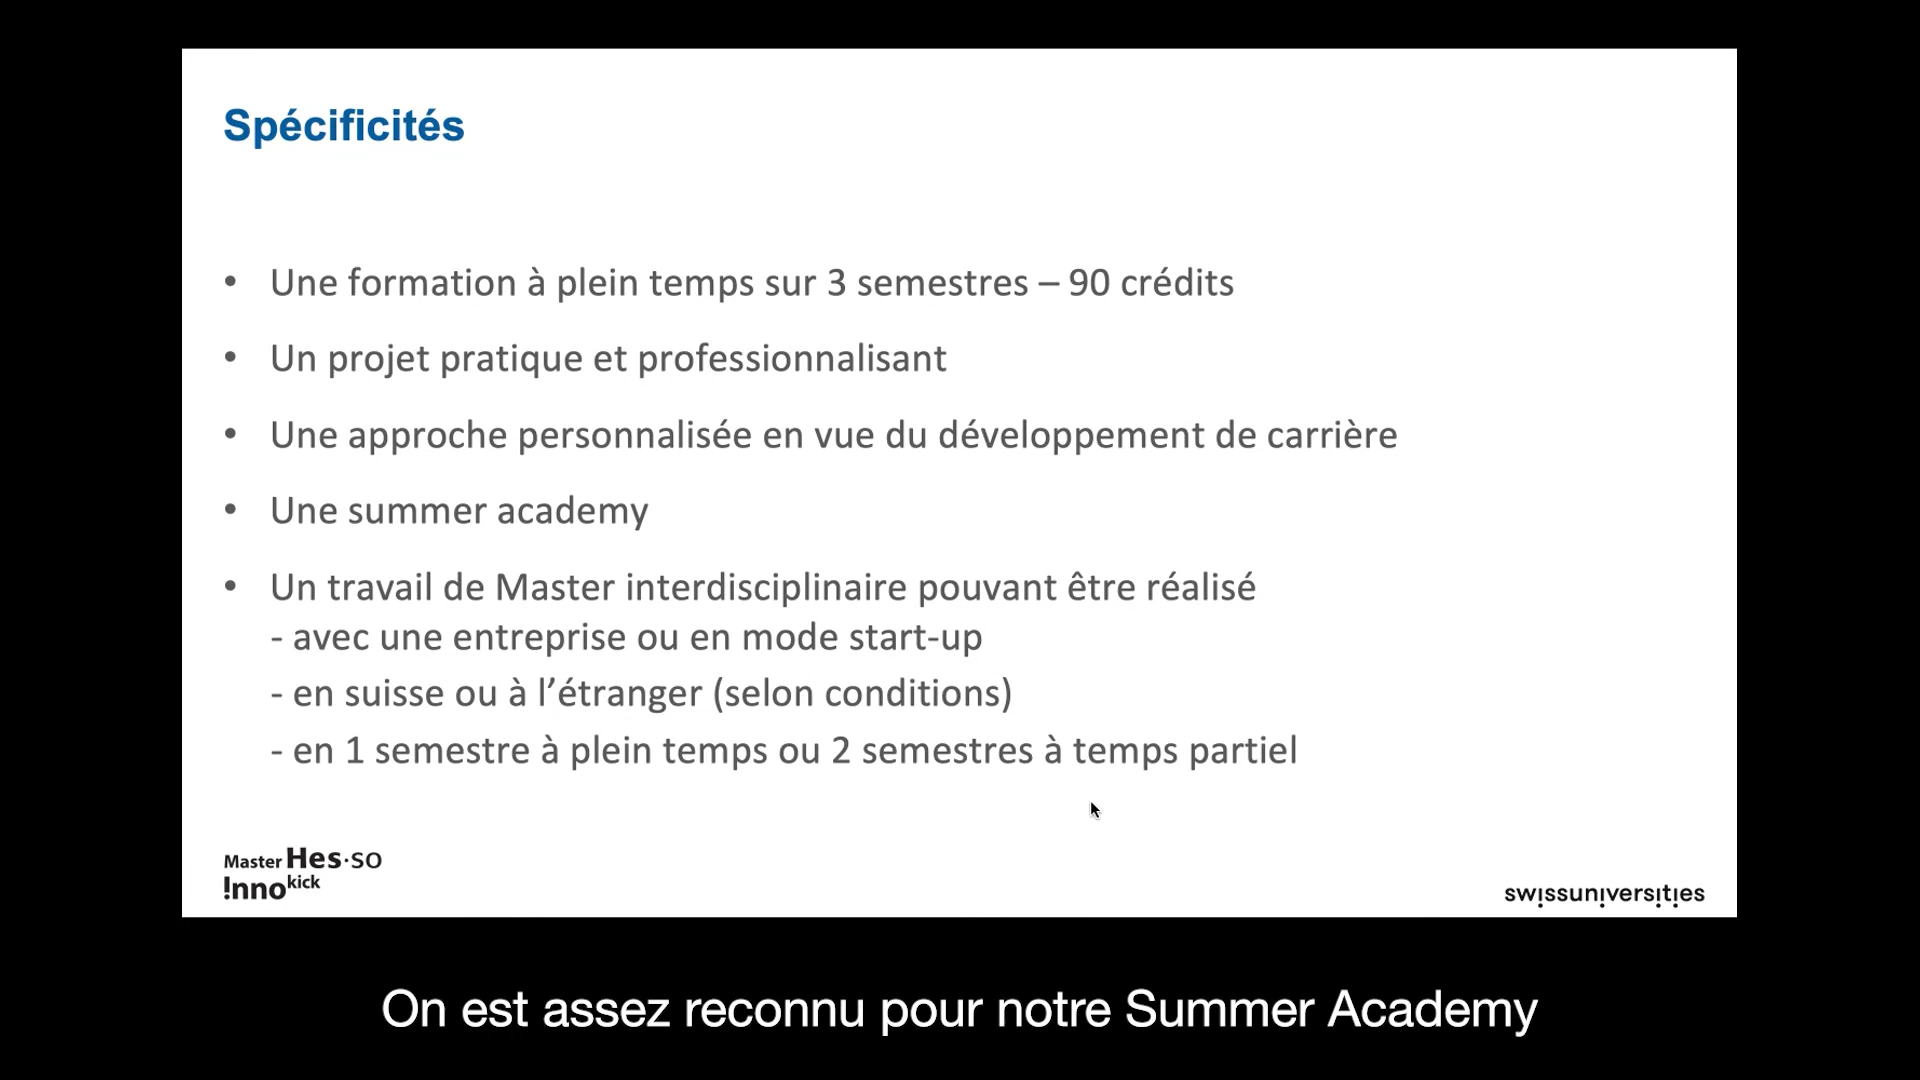 Spécificités
• Une formation à plein temps sur 3 semestres – 90 crédits
• Un projet pratique et professionnalisant
• Une approche personnalisée en vue du développement de carrière
• Une summer academy
• Un travail de Master interdisciplinaire pouvant être réalisé
- avec une entreprise ou en mode start-up
- en suisse ou à l’étranger (selon conditions)
- en 1 semestre à plein temps ou 2 semestres à temps partiel
Master Hes·so
!nnokick
swissuniversities
On est assez reconnu pour notre Summer Academy